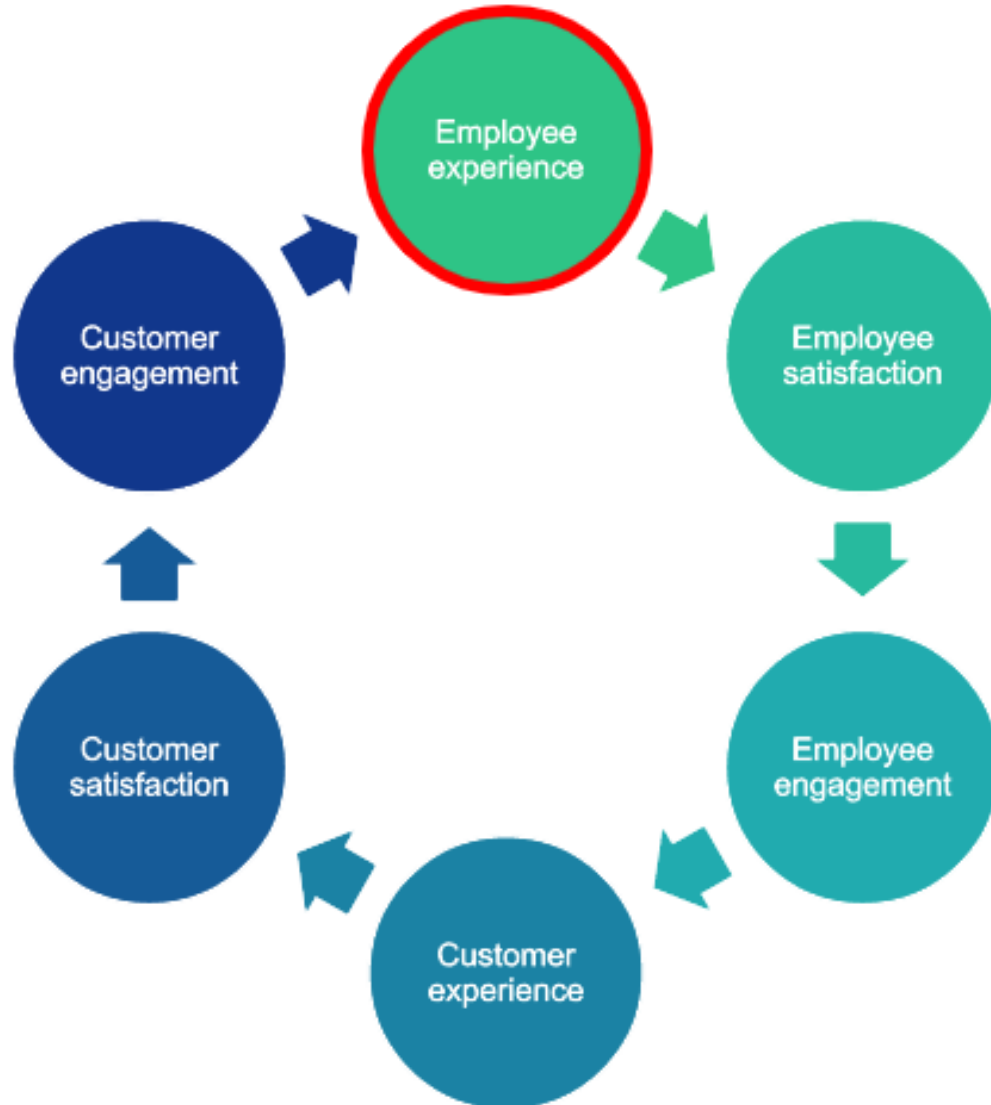 Employee
experience
Employee
satisfaction
Employee
engagement
Customer
experience
Customer
satisfaction
Customer
engagement